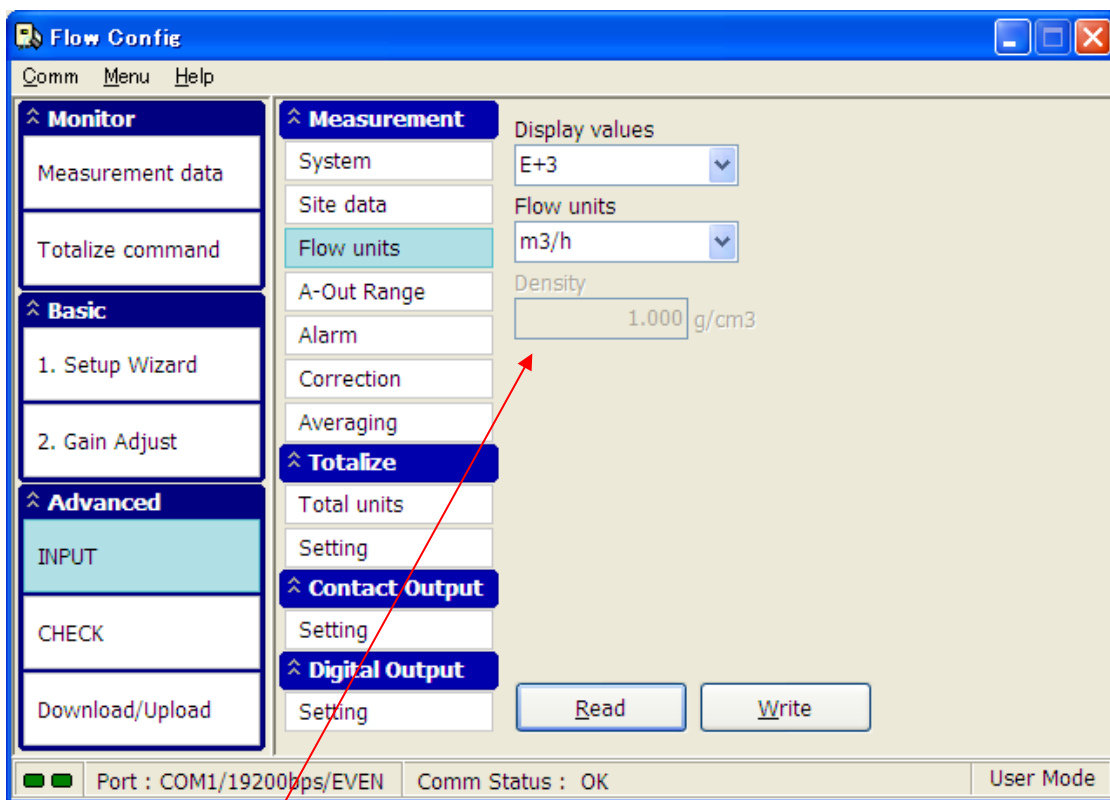 Flow Config
Comm Menu Help
Monitor
Measurement data
Totalize command
Basic
1. Setup Wizard
2. Gain Adjust
Advanced
INPUT
CHECK
Download/Upload
Measurement
System
Site data
Flow units
A-Out Range
Alarm
Correction
Averaging
Totalize
Total units
Setting
Contact Output
Setting
Digital Output
Setting
Display values
E+3
Flow units
m3/h
Density
1.000 g/cm3
Read Write
Port : COM1/19200bps/EVEN Comm Status : OK User Mode